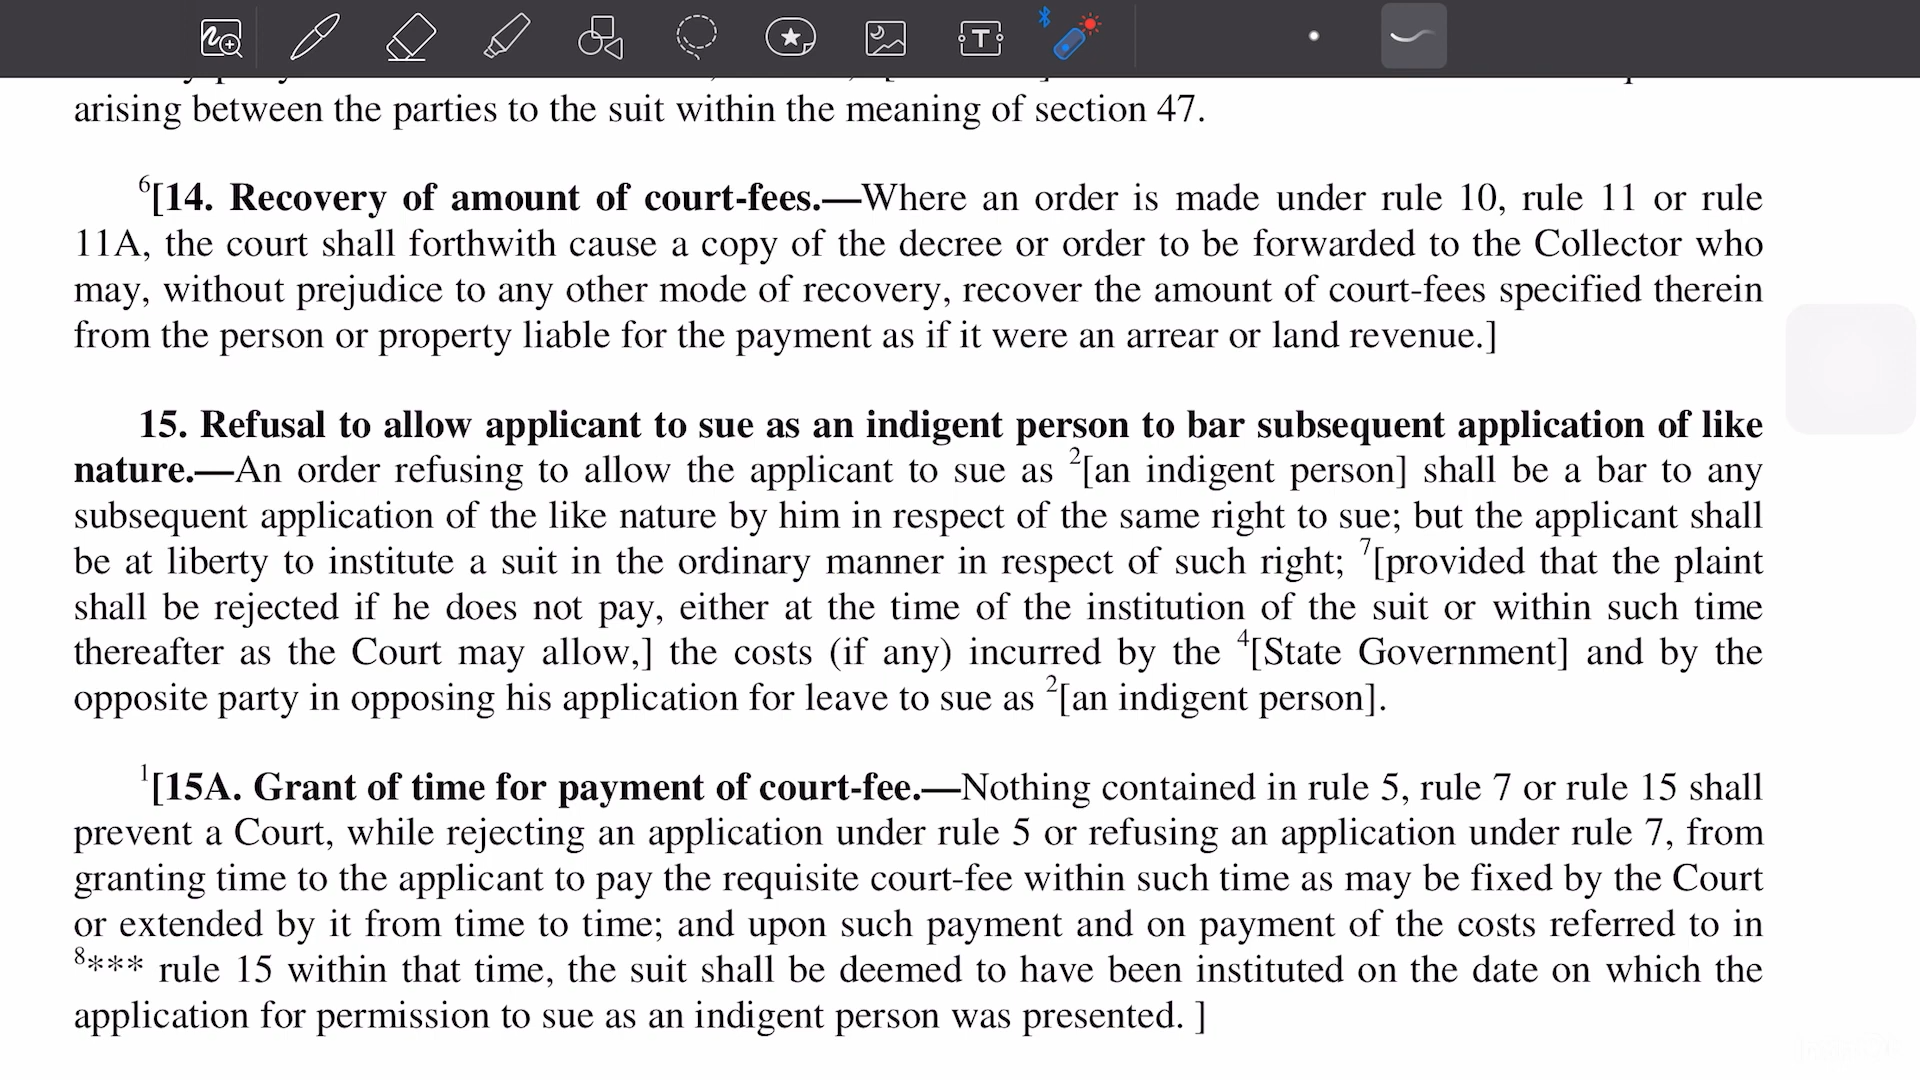 arising between the parties to the suit within the meaning of section 47.
6[14. Recovery of amount of court-fees.—Where an order is made under rule 10, rule 11 or rule
11A, the court shall forthwith cause a copy of the decree or order to be forwarded to the Collector who
may, without prejudice to any other mode of recovery, recover the amount of court-fees specified therein
from the person or property liable for the payment as if it were an arrear or land revenue.]
15. Refusal to allow applicant to sue as an indigent person to bar subsequent application of like
nature.—An order refusing to allow the applicant to sue as 2[an indigent person] shall be a bar to any
subsequent application of the like nature by him in respect of the same right to sue; but the applicant shall
be at liberty to institute a suit in the ordinary manner in respect of such right; 7[provided that the plaint
shall be rejected if he does not pay, either at the time of the institution of the suit or within such time
thereafter as the Court may allow,] the costs (if any) incurred by the 4[State Government] and by the
opposite party in opposing his application for leave to sue as 2[an indigent person].
1[15A. Grant of time for payment of court-fee.—Nothing contained in rule 5, rule 7 or rule 15 shall
prevent a Court, while rejecting an application under rule 5 or refusing an application under rule 7, from
granting time to the applicant to pay the requisite court-fee within such time as may be fixed by the Court
or extended by it from time to time; and upon such payment and on payment of the costs referred to in
8*** rule 15 within that time, the suit shall be deemed to have been instituted on the date on which the
application for permission to sue as an indigent person was presented. ]